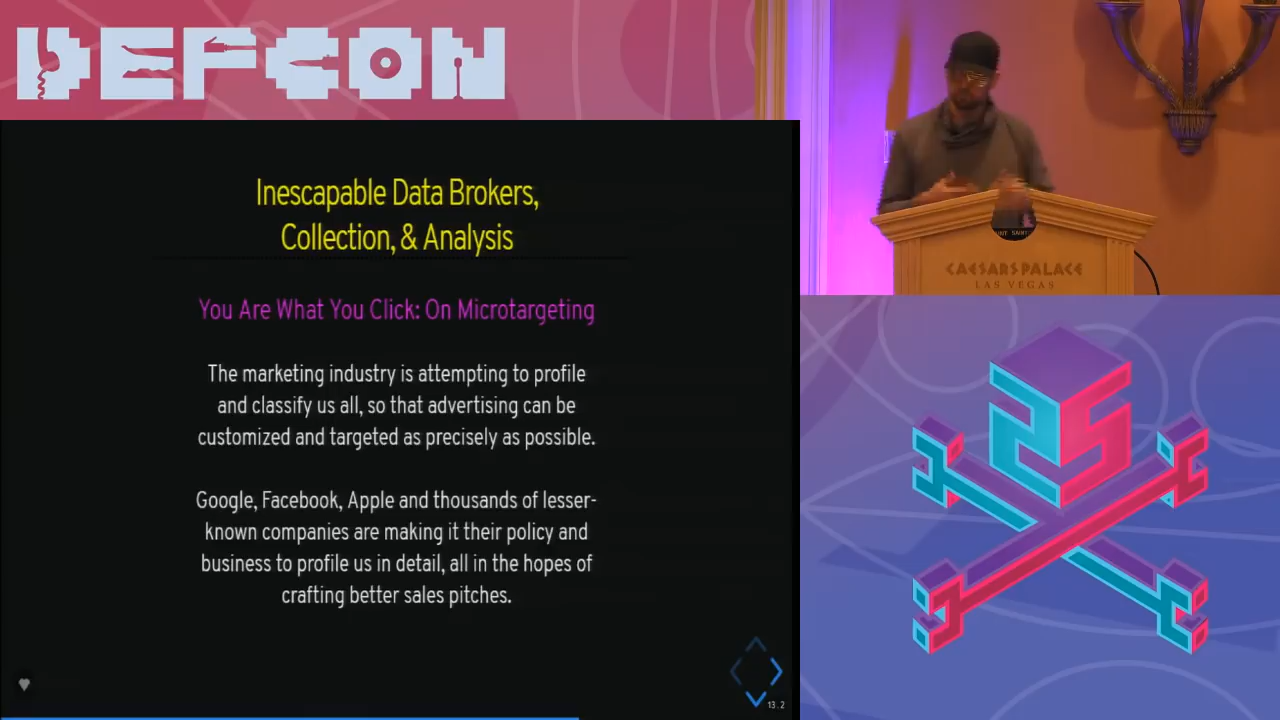 DEFCON
Inescapable Data Brokers,
Collection, & Analysis
You Are What You Click: On Microtargeting
The marketing industry is attempting to profile
and classify us all, so that advertising can be
customized and targeted as precisely as possible.
Google, Facebook, Apple and thousands of lesser-
known companies are making it their policy and
business to profile us in detail, all in the hopes of
crafting better sales pitches.
13.2
CAESARS PALACE
LAS VEGAS
25